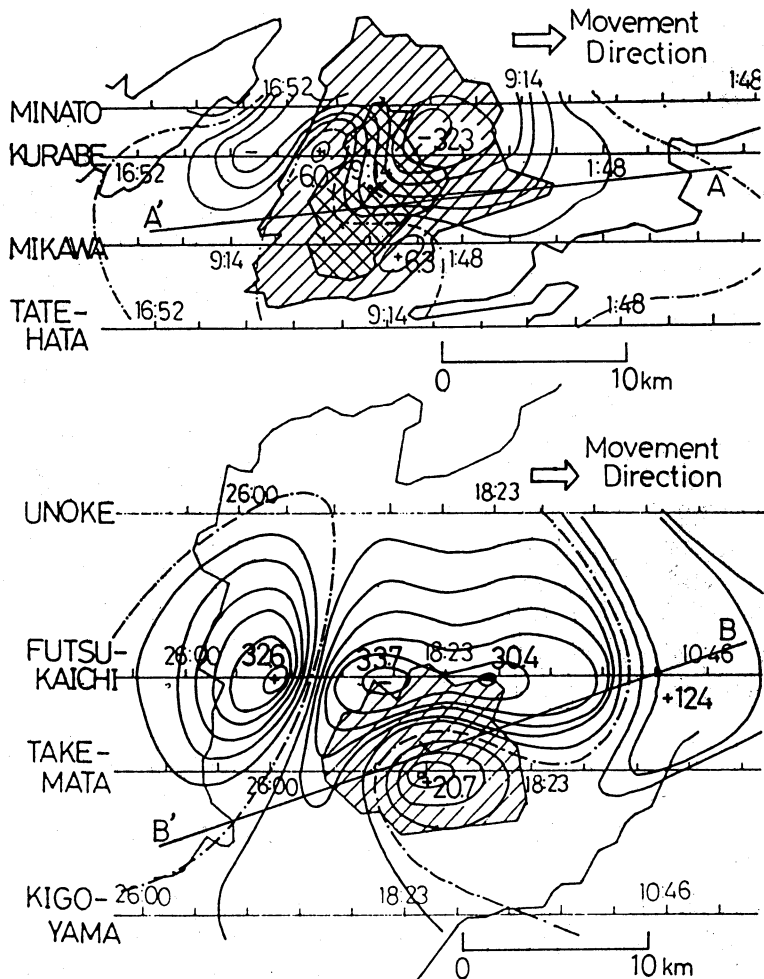 Movement
Direction
16:52
9:14
1:48
MINATO
KURABE
-323
16:52
60
1:48
A'
A
MIKAWA
9:14
+63
1:48
TATE-
HATA
16:52
9:14
1:48
0
10km
Movement
Direction
26:00
18:23
UNOKE
FUTSU-
KAICHI
26:00
326
+
337
-
18:23
304
B
10:46
+124
TAKE-
MATA
26:00
207
18:23
B'
KIGO-
YAMA
26:00
18:23
10:46
0
10 km